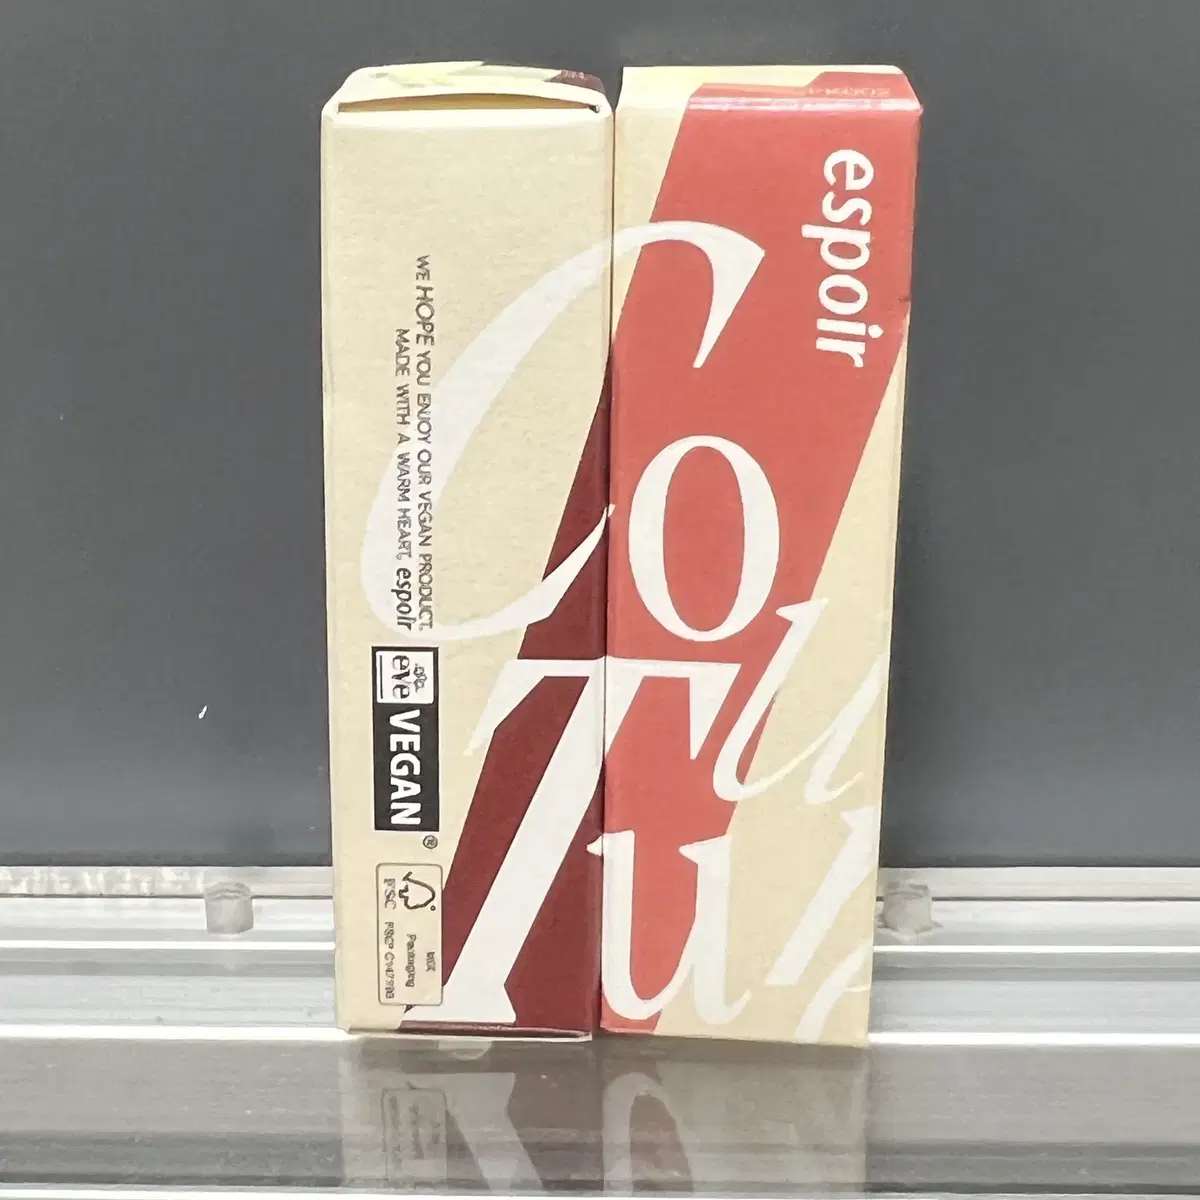 WE HOPE YOU ENJOY OUR VEGAN PRODUCT.
MADE WITH A WARM HEART, espoir
eve
VEGAN
®
FSC
MIX
Packaging
espoir
Cou
Tu